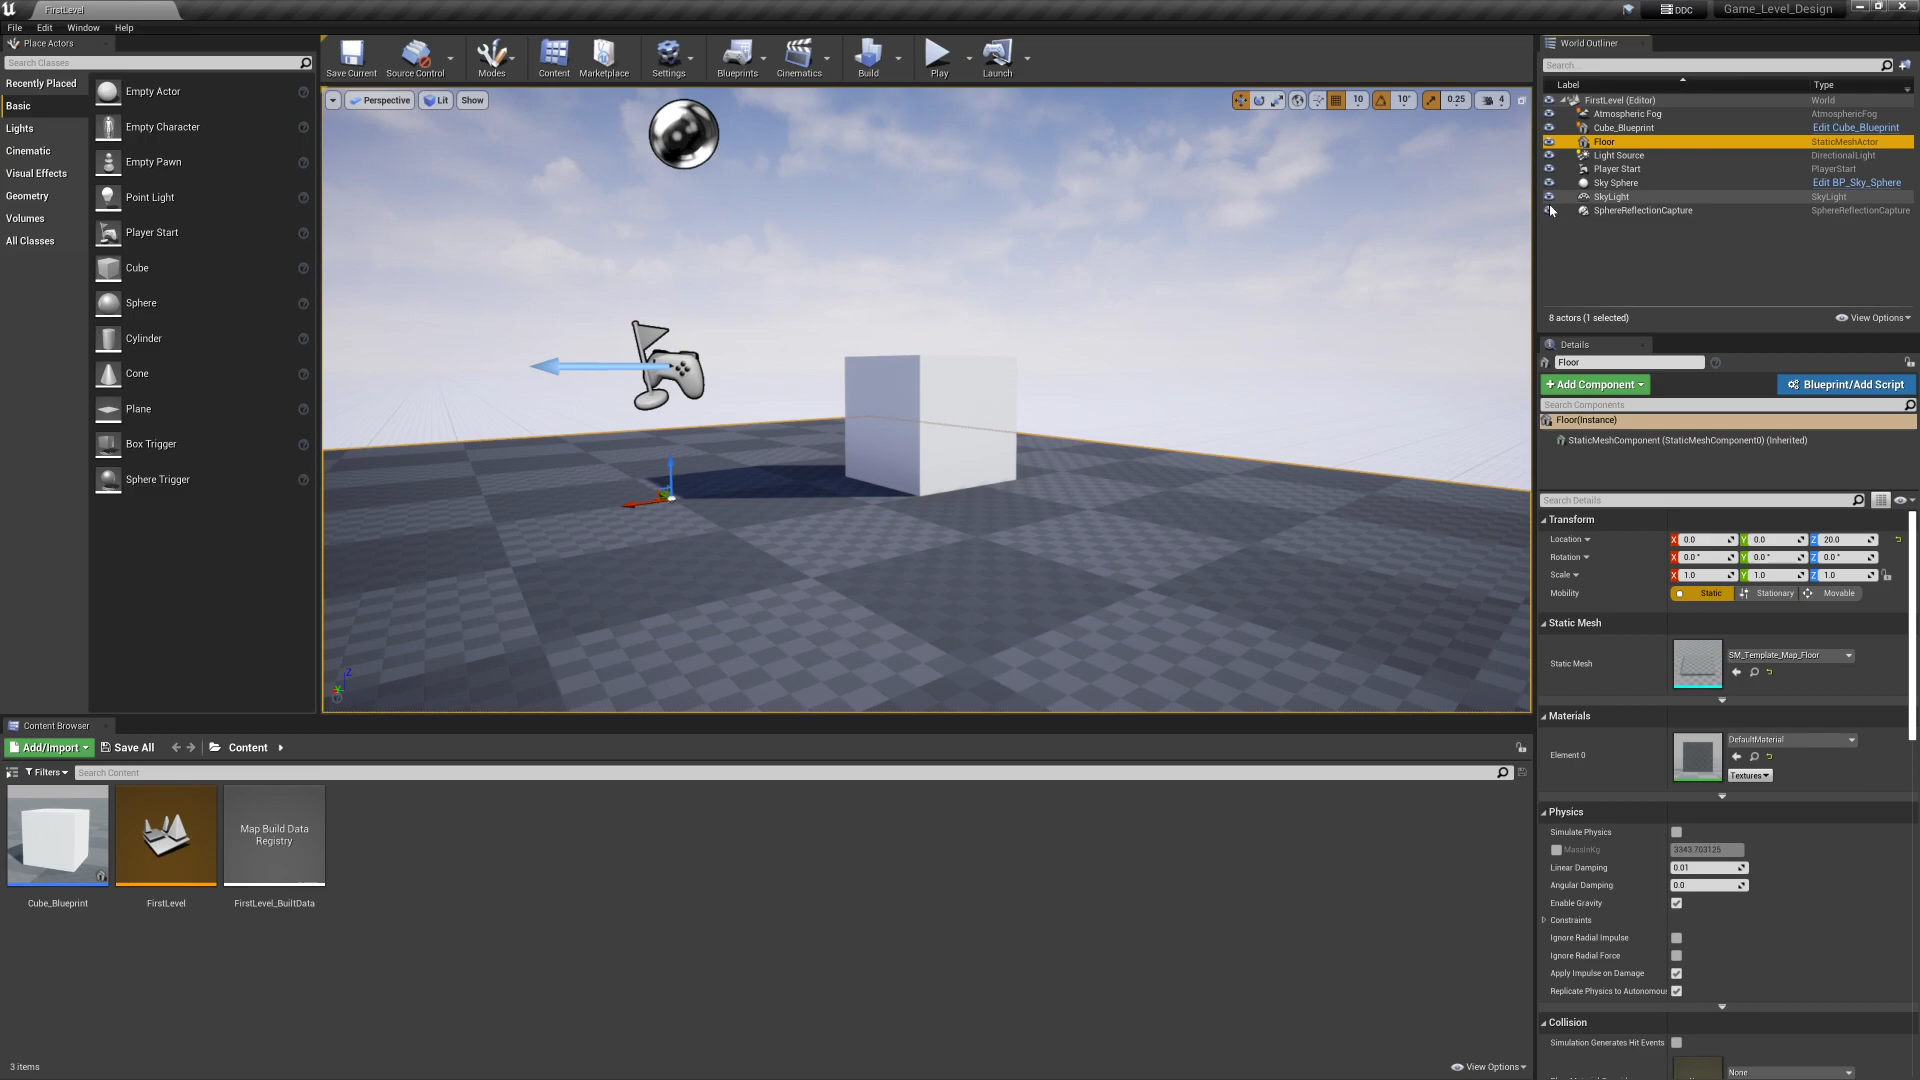 FirstLevel
DDC
Game_Level_Design
File Edit Window Help
Place Actors
Search Classes
Recently Placed
Basic
Lights
Cinematic
Visual Effects
Geometry
Volumes
All Classes
Empty Actor
Empty Character
Empty Pawn
Point Light
Player Start
Cube
Sphere
Cylinder
Cone
Plane
Box Trigger
Sphere Trigger
Save Current Source Control Modes Content Marketplace Settings Blueprints Cinematics Build Play Launch
Perspective Lit Show
10 10° 0.25 4
Z
World Outliner
Search...
Label Type
FirstLevel (Editor) World
Atmospheric Fog AtmosphericFog
Cube_Blueprint Edit Cube_Blueprint
Floor StaticMeshActor
Light Source DirectionalLight
Player Start PlayerStart
Sky Sphere Edit BP_Sky_Sphere
SkyLight SkyLight
SphereReflectionCapture SphereReflectionCapture
8 actors (1 selected) View Options
Details
Floor
Add Component Blueprint/Add Script
Search Components
Floor(Instance)
StaticMeshComponent (StaticMeshComponent0) (Inherited)
Search Details
Transform
Location X 0.0 Y 0.0 Z 20.0
Rotation X 0.0 ° Y 0.0 ° Z 0.0 °
Scale X 1.0 Y 1.0 Z 1.0
Mobility Static Stationary Movable
Static Mesh
Static Mesh SM_Template_Map_Floor
Materials
Element 0 DefaultMaterial
Textures
Physics
Simulate Physics
MassInKg 3343.703125
Linear Damping 0.01
Angular Damping 0.0
Enable Gravity
Constraints
Ignore Radial Impulse
Ignore Radial Force
Apply Impulse on Damage
Replicate Physics to Autonomou
Collision
Simulation Generates Hit Events
None
Content Browser
Add/Import Save All Content
Filters Search Content
Map Build Data
Registry
Cube_Blueprint FirstLevel FirstLevel_BuiltData
3 items View Options